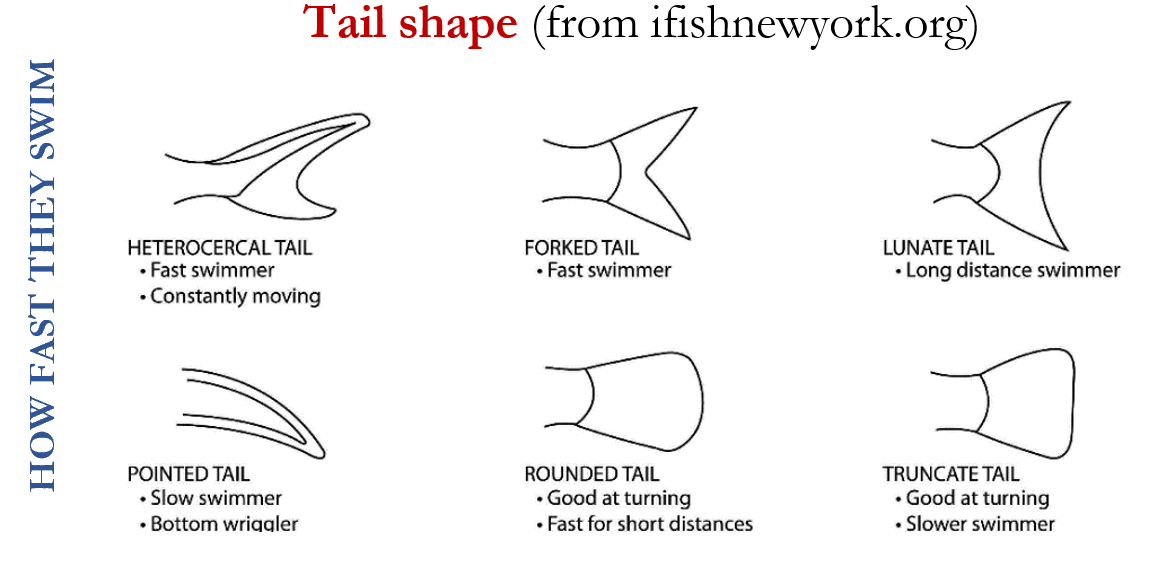 Tail shape (from ifishnewyork.org)
HOW FAST THEY SWIM
HETEROCERCAL TAIL
• Fast swimmer
• Constantly moving
FORKED TAIL
• Fast swimmer
LUNATE TAIL
• Long distance swimmer
POINTED TAIL
• Slow swimmer
• Bottom wriggler
ROUNDED TAIL
• Good at turning
• Fast for short distances
TRUNCATE TAIL
• Good at turning
• Slower swimmer